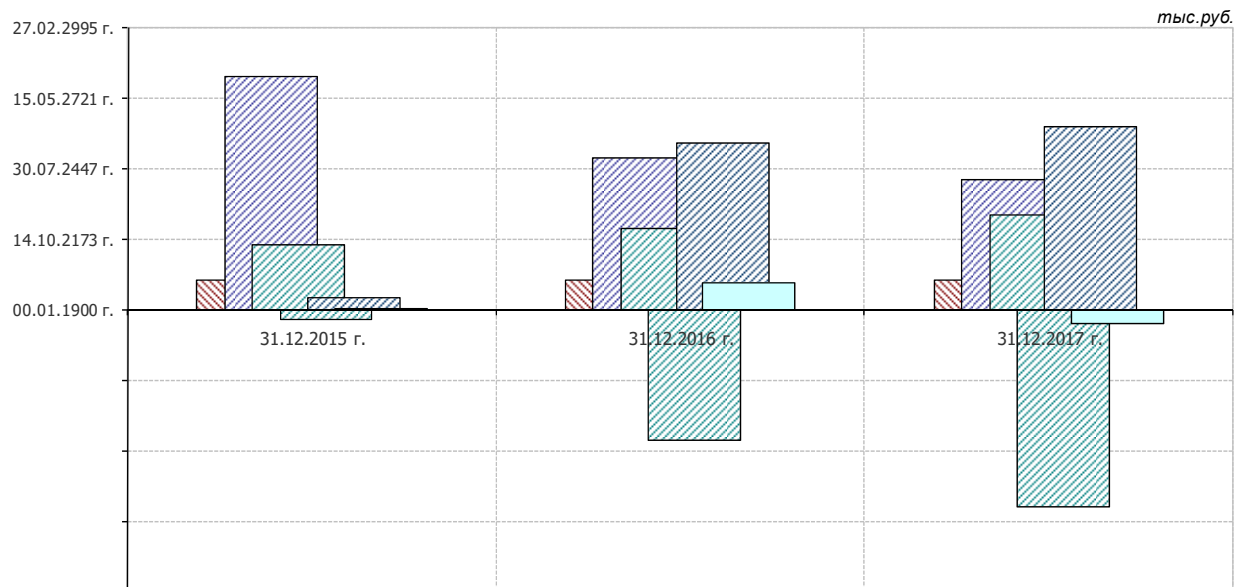 тыс.руб.
27.02.2995 г.
15.05.2721 г.
30.07.2447 г.
14.10.2173 г.
00.01.1900 г.
31.12.2015 г. 31.12.2016 г. 31.12.2017 г.